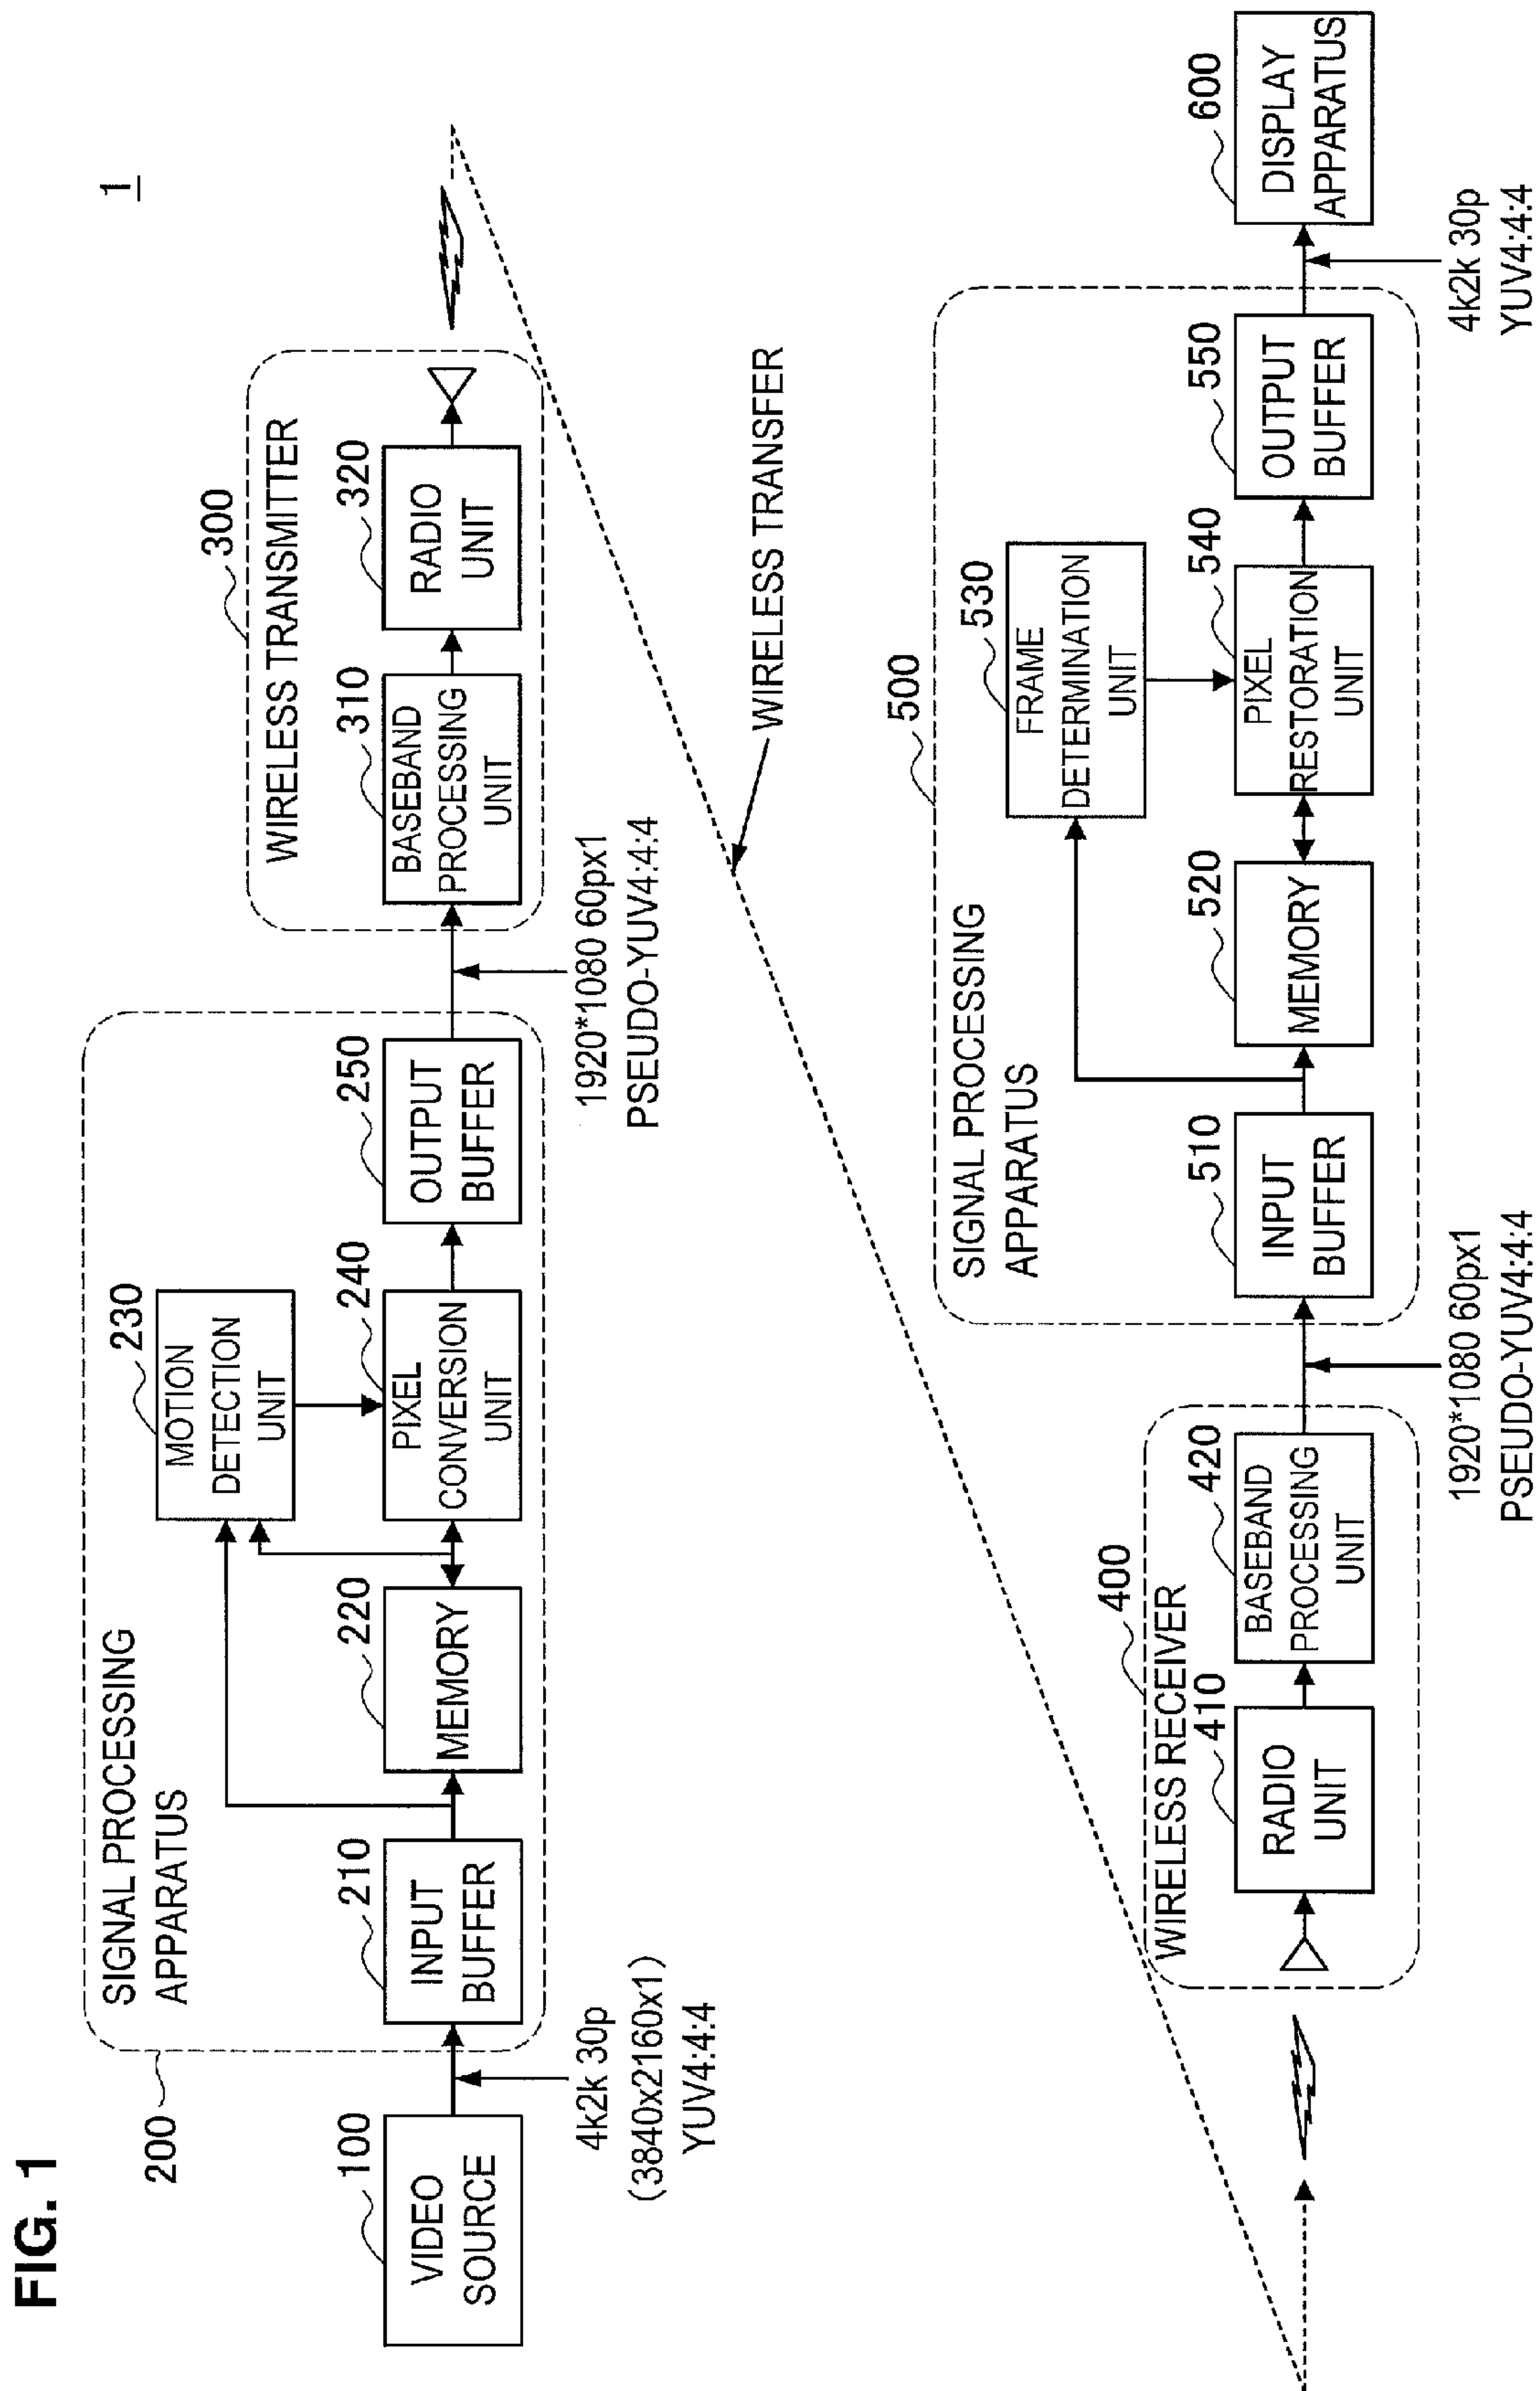 FIG. 1
1
200
SIGNAL PROCESSING
APPARATUS
100
VIDEO
SOURCE
4k2k 30p
(3840x2160x1)
YUV4:4:4
210
INPUT
BUFFER
220
MEMORY
230
MOTION
DETECTION
UNIT
240
PIXEL
CONVERSION
UNIT
250
OUTPUT
BUFFER
1920*1080 60px1
PSEUDO-YUV4:4:4
300
WIRELESS TRANSMITTER
310
BASEBAND
PROCESSING
UNIT
320
RADIO
UNIT
WIRELESS TRANSFER
400
WIRELESS RECEIVER
410
RADIO
UNIT
420
BASEBAND
PROCESSING
UNIT
1920*1080 60px1
PSEUDO-YUV4:4:4
500
SIGNAL PROCESSING
APPARATUS
510
INPUT
BUFFER
520
MEMORY
530
FRAME
DETERMINATION
UNIT
540
PIXEL
RESTORATION
UNIT
550
OUTPUT
BUFFER
4k2k 30p
YUV4:4:4
600
DISPLAY
APPARATUS